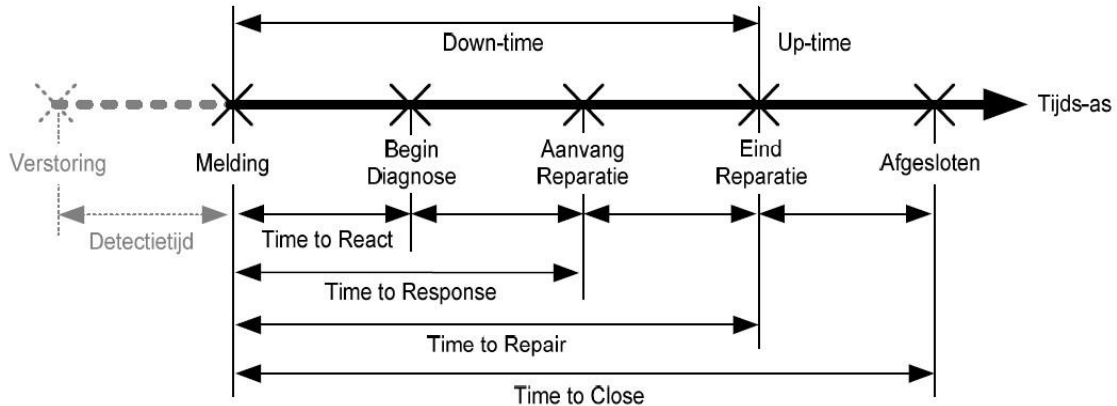 Down-time
Up-time
Tijds-as
Verstoring
Melding
Begin
Diagnose
Aanvang
Reparatie
Eind
Reparatie
Afgesloten
Detectietijd
Time to React
Time to Response
Time to Repair
Time to Close